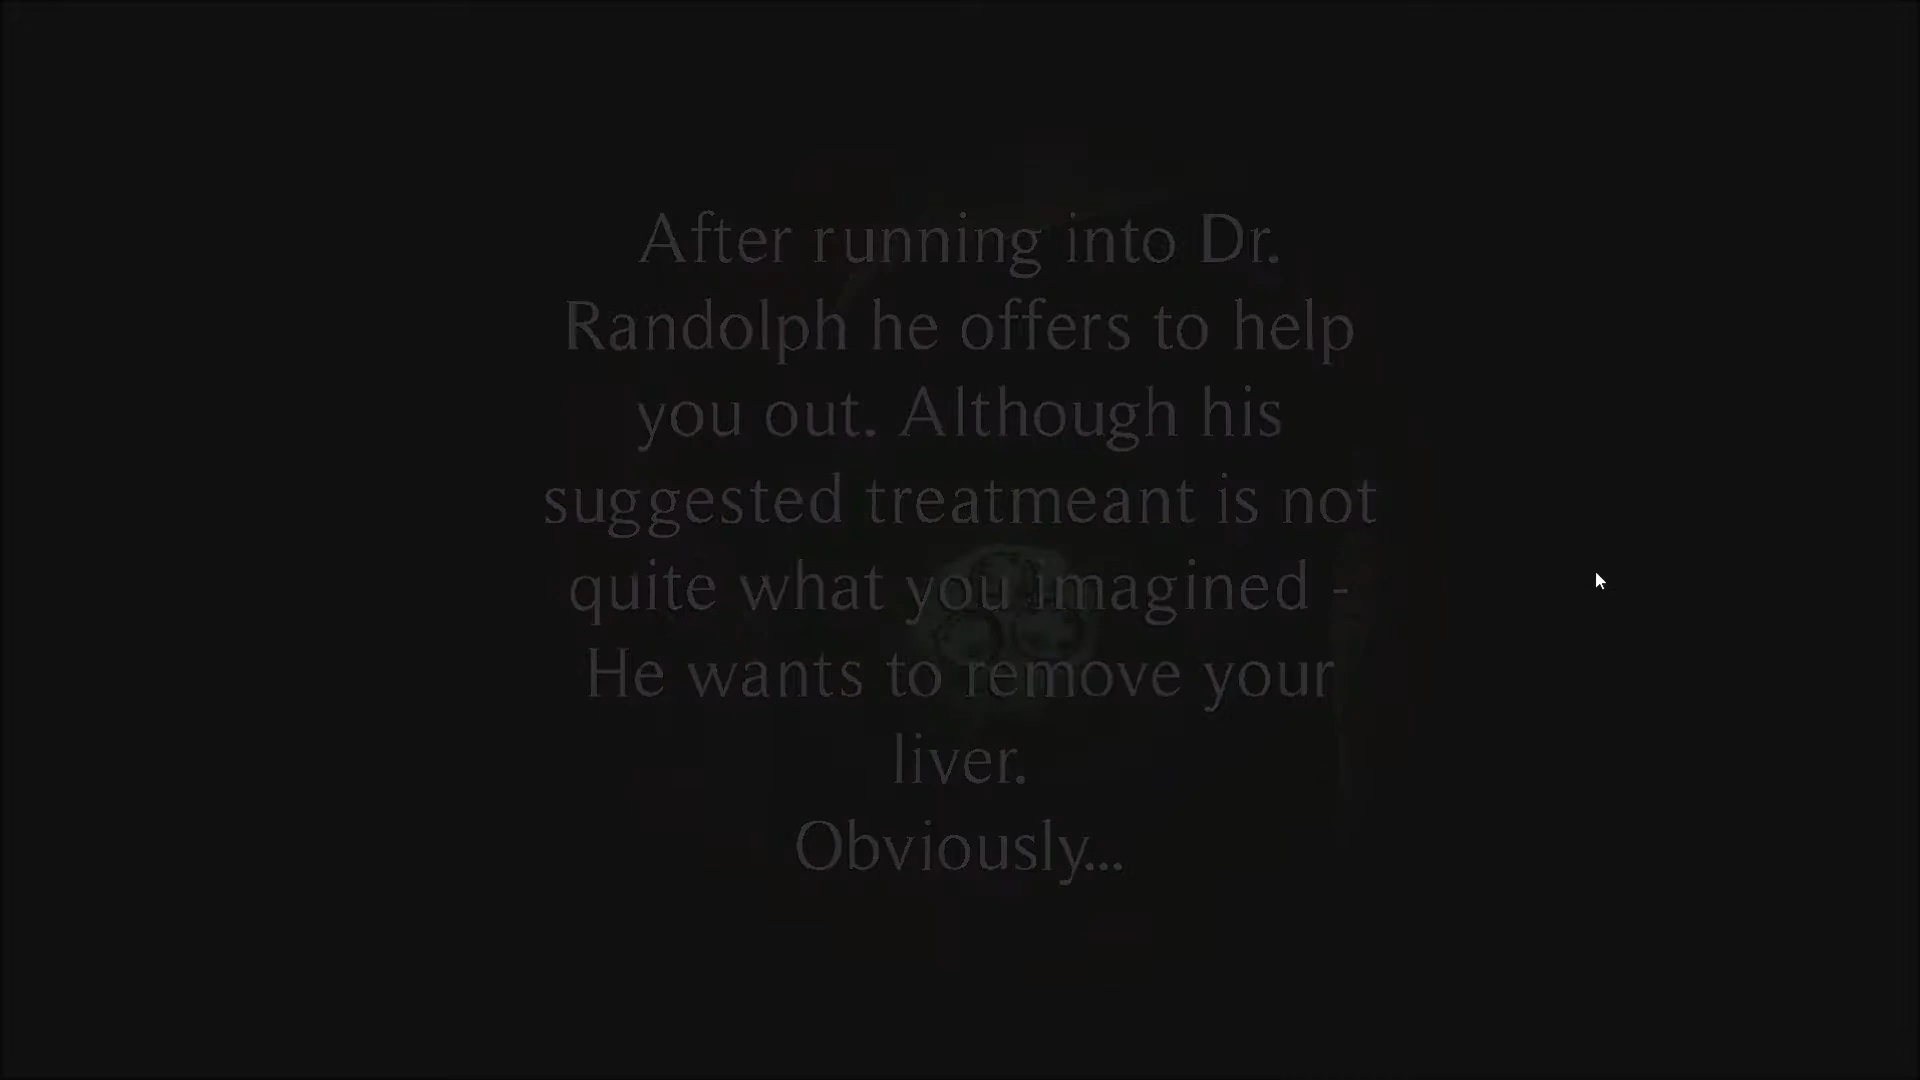 After running into Dr.
Randolph he offers to help
you out. Although his
suggested treatmeant is not
quite what you imagined -
He wants to remove your
liver.
Obviously...